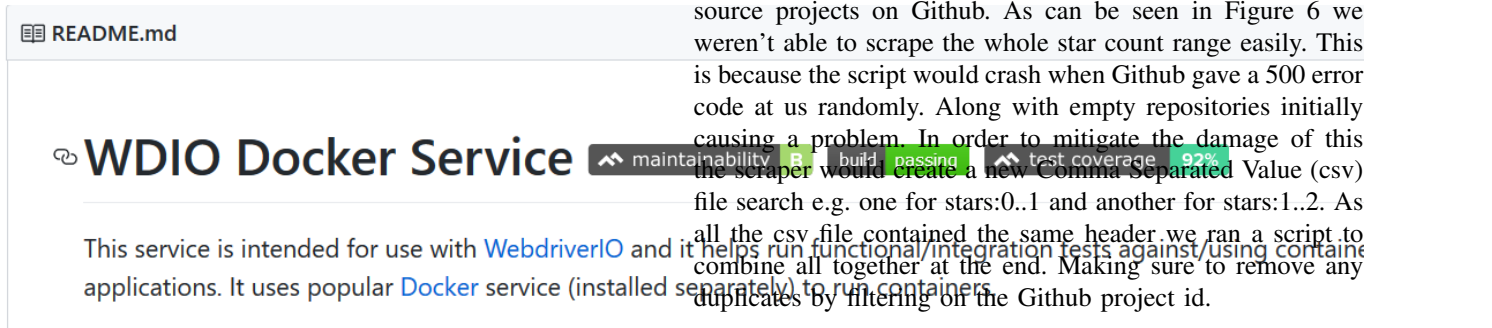 README.md
WDIO Docker Service maintainability B build passing test coverage 92%
This service is intended for use with WebdriverIO and it helps run functional/integration tests against/using containe
applications. It uses popular Docker service (installed separately) to run containers.
source projects on Github. As can be seen in Figure 6 we
weren't able to scrape the whole star count range easily. This
is because the script would crash when Github gave a 500 error
code at us randomly. Along with empty repositories initially
causing a problem. In order to mitigate the damage of this
the scraper would create a new Comma Separated Value (csv)
file search e.g. one for stars:0..1 and another for stars:1..2. As
all the csv file contained the same header we ran a script to
combine all together at the end. Making sure to remove any
duplicates by filtering on the Github project id.